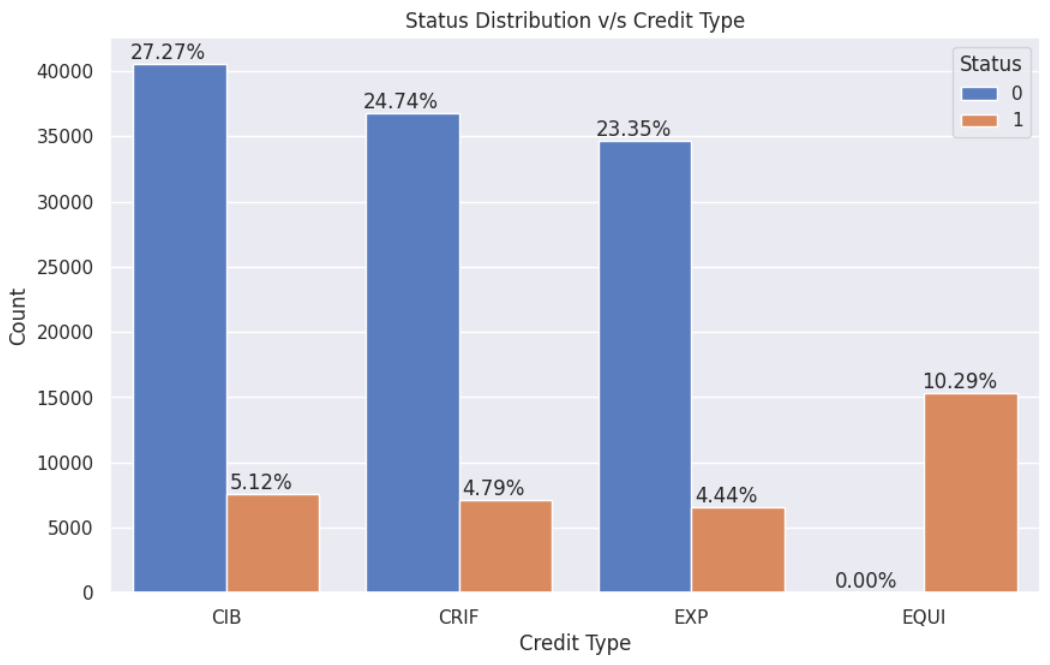 Status Distribution v/s Credit Type
27.27%
24.74%
23.35%
10.29%
5.12%
4.79%
4.44%
0.00%
Status
0
1
Count
40000
35000
30000
25000
20000
15000
10000
5000
0
CIB
CRIF
EXP
EQUI
Credit Type